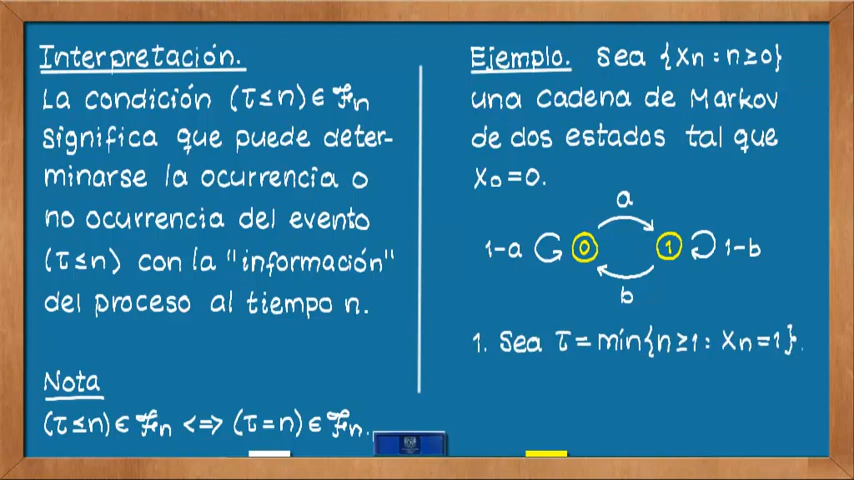 Interpretación.
La condición (τ≤n)∈ ℱn
significa que puede deter-
minarse la ocurrencia o
no ocurrencia del evento
(τ≤n) con la "información"
del proceso al tiempo n.
Nota
(τ≤n)∈ ℱn <=> (τ=n)∈ ℱn.
Ejemplo. Sea {Xn : n≥0}
una cadena de Markov
de dos estados tal que
X0=0.
a
1-a 0 1 1-b
b
1. Sea τ = mín{n≥1: Xn=1}.